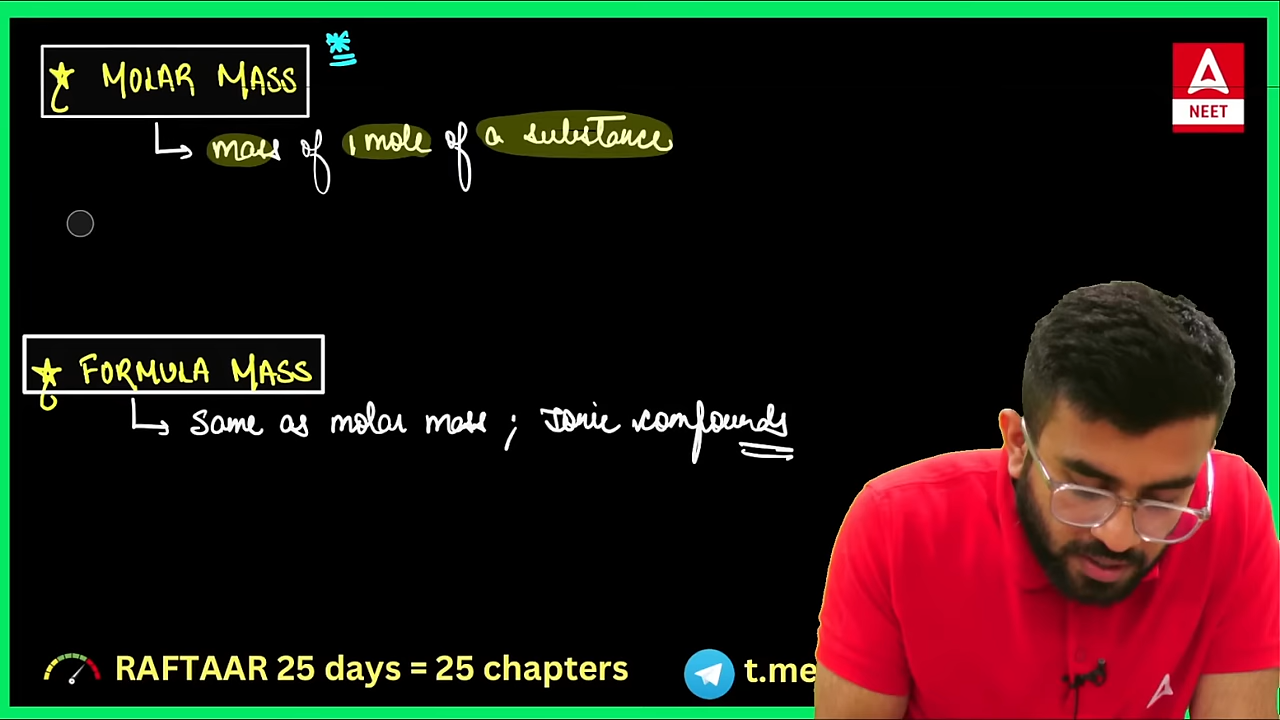 MOLAR MASS
mass of 1 mole of a substance
NEET
FORMULA MASS
Same as molar mass ; Ionic compounds
RAFTAAR 25 days = 25 chapters
t.me